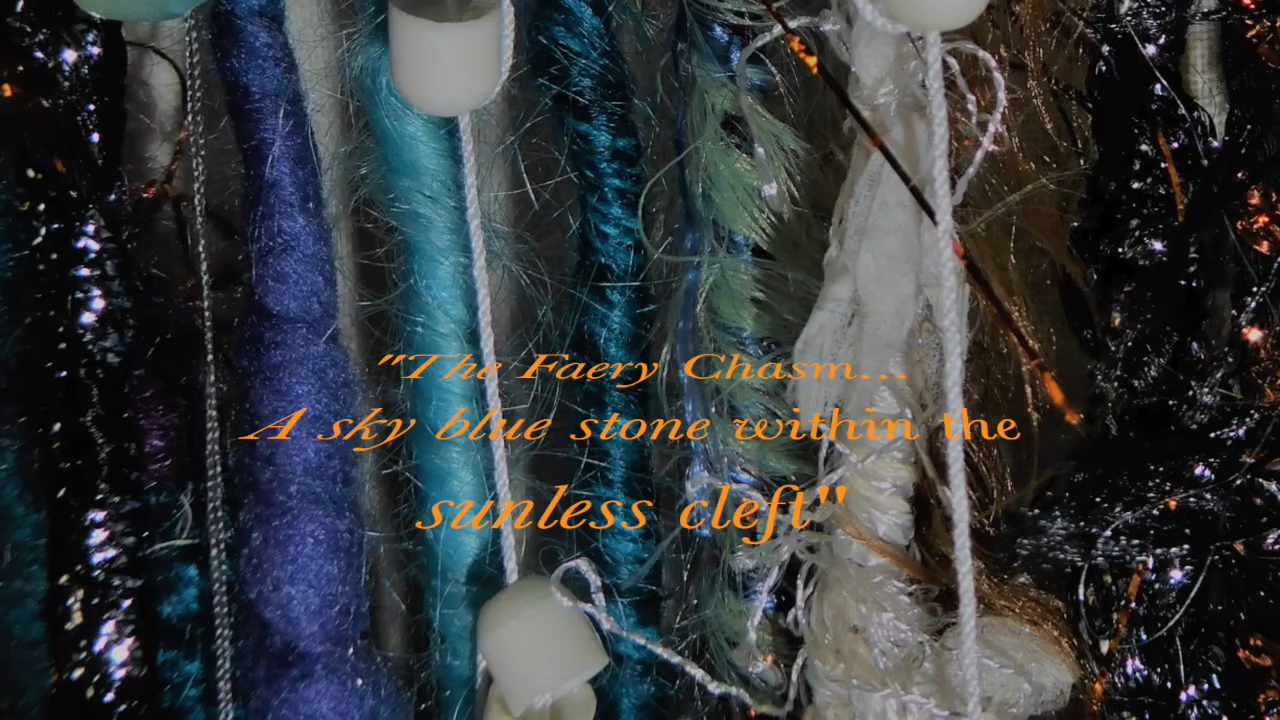 "The Faery Chasm...
A sky blue stone within the
sunless cleft"